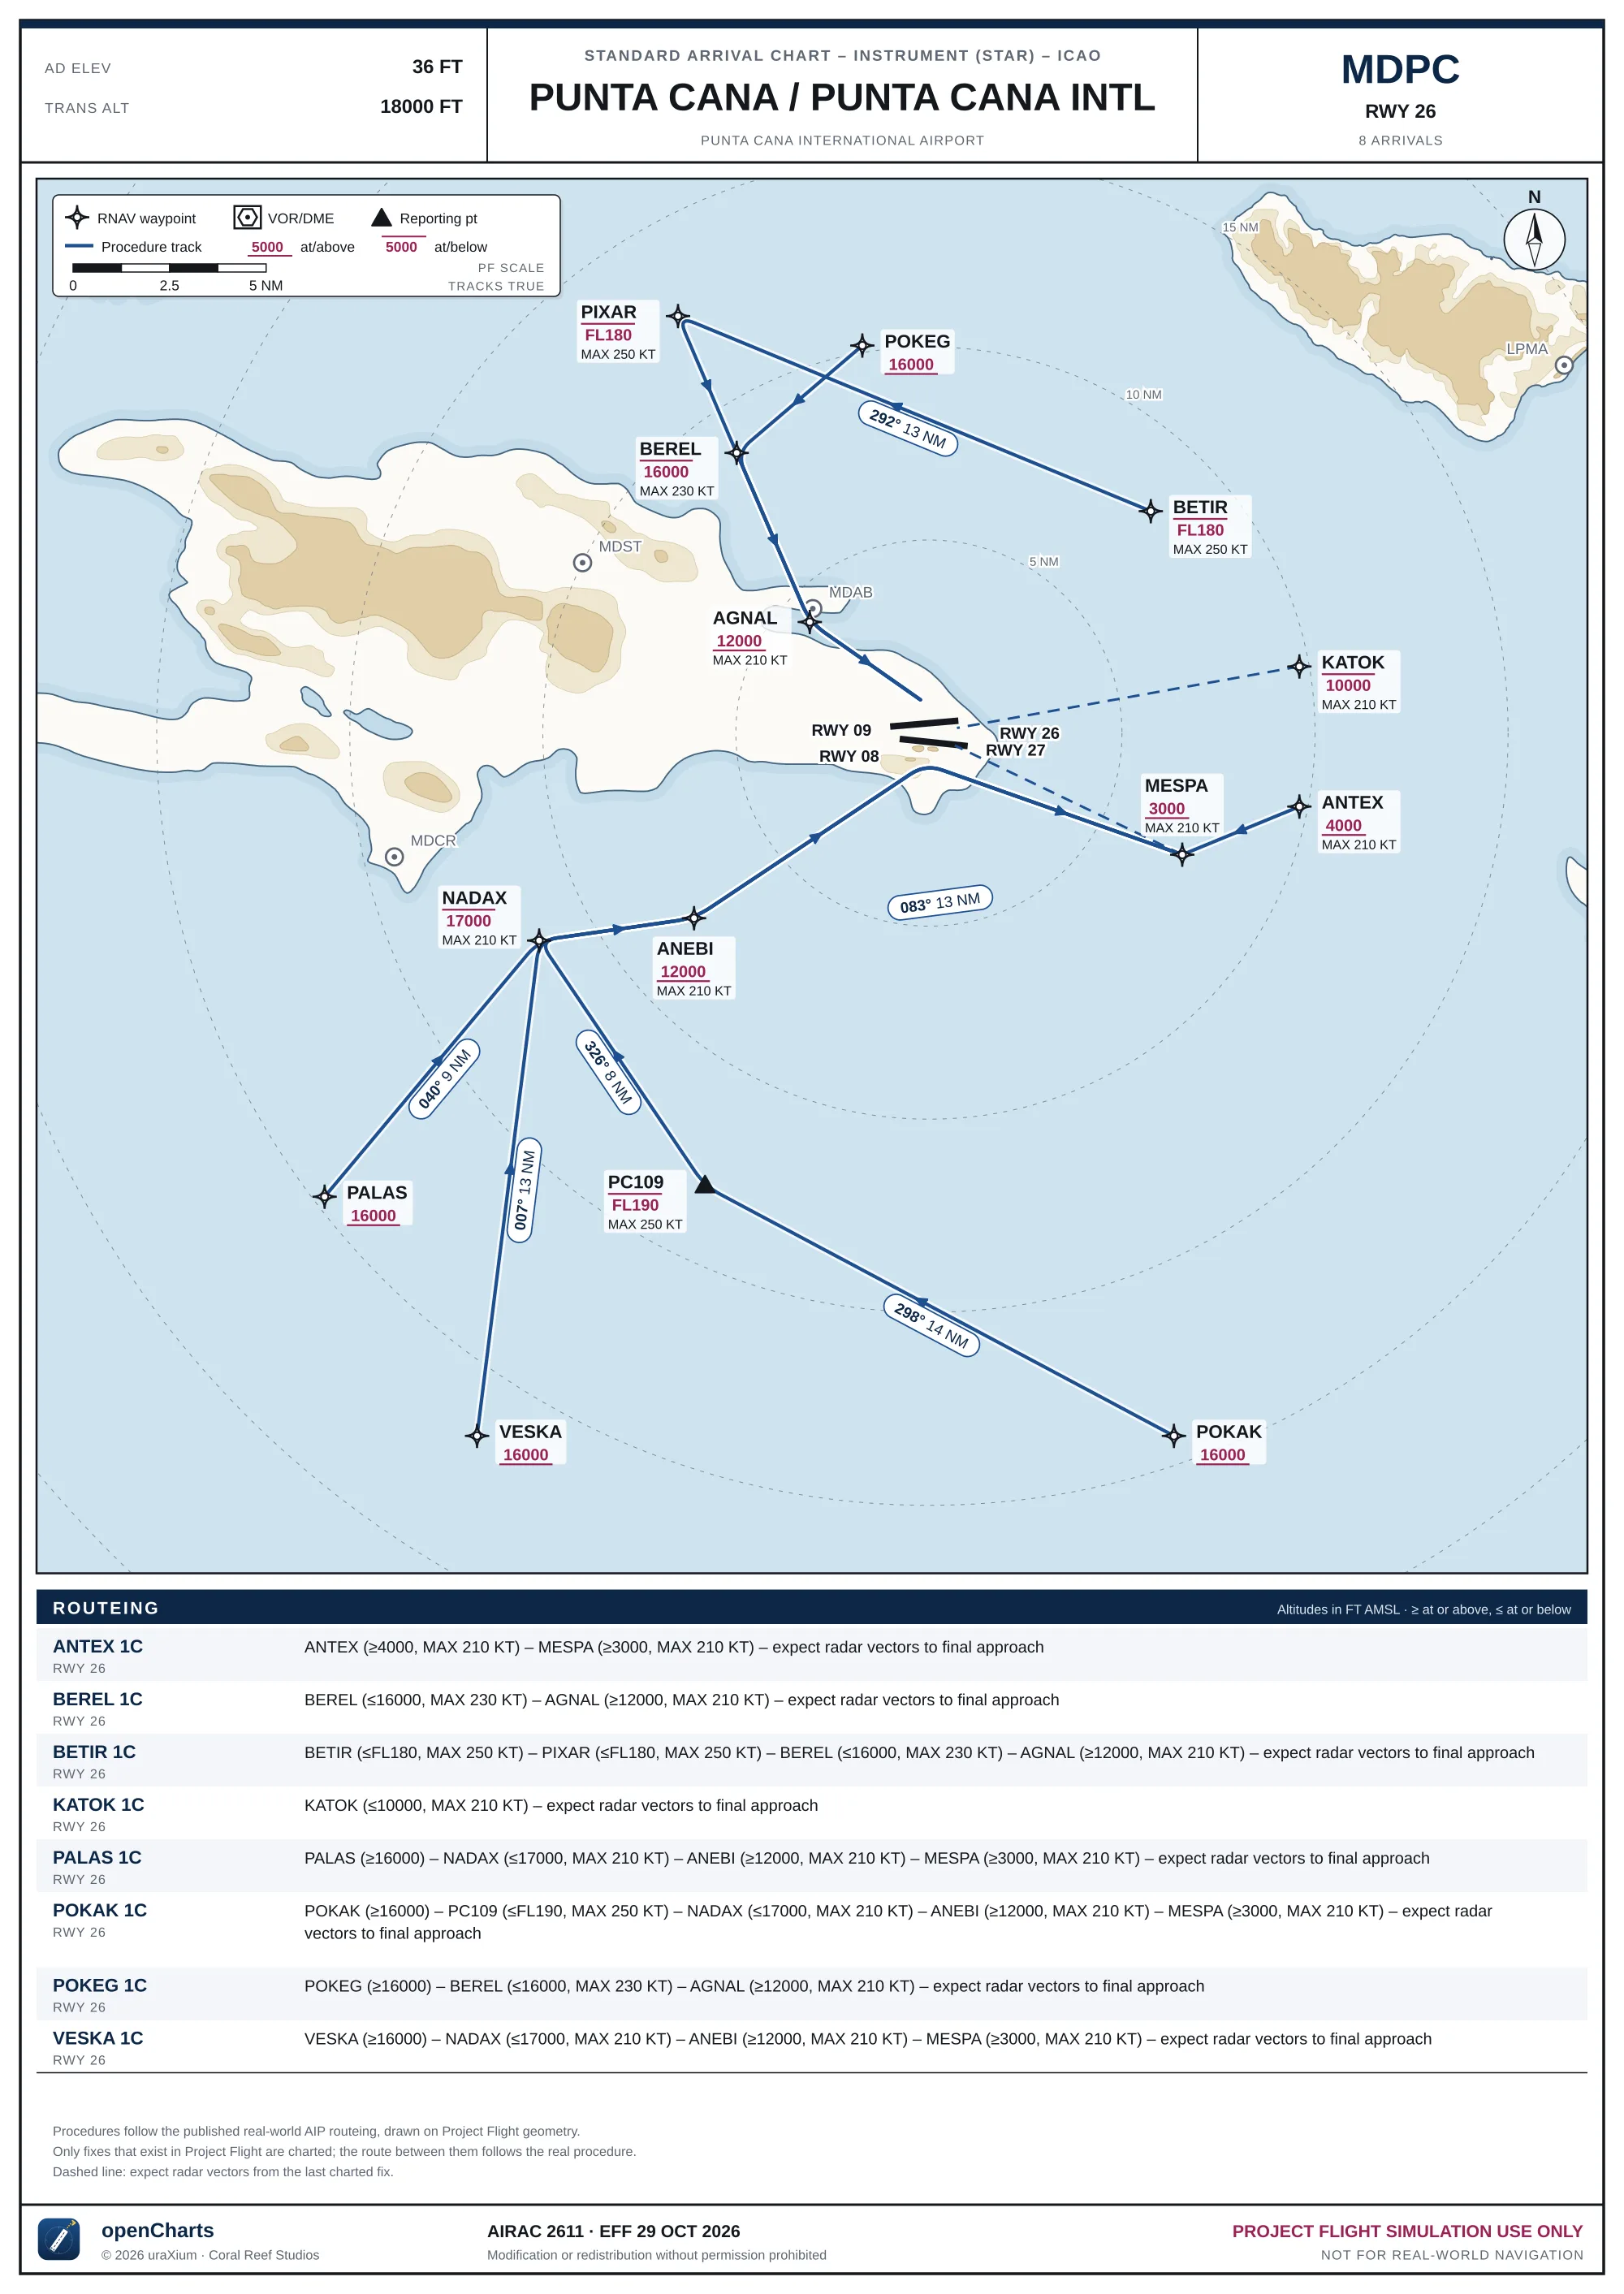 AD ELEV 36 FT
TRANS ALT 18000 FT
STANDARD ARRIVAL CHART – INSTRUMENT (STAR) – ICAO
PUNTA CANA / PUNTA CANA INTL
PUNTA CANA INTERNATIONAL AIRPORT
MDPC
RWY 26
8 ARRIVALS
RNAV waypoint VOR/DME Reporting pt
Procedure track 5000 at/above 5000 at/below
PF SCALE
0 2.5 5 NM TRACKS TRUE
N
15 NM
LPMA
PIXAR
FL180
MAX 250 KT
POKEG
16000
10 NM
292° 13 NM
BEREL
16000
MAX 230 KT
BETIR
FL180
MAX 250 KT
MDST
5 NM
MDAB
AGNAL
12000
MAX 210 KT
KATOK
10000
MAX 210 KT
RWY 09
RWY 26
RWY 08
RWY 27
MESPA
3000
MAX 210 KT
ANTEX
4000
MAX 210 KT
MDCR
NADAX
17000
MAX 210 KT
083° 13 NM
ANEBI
12000
MAX 210 KT
040° 9 NM
326° 8 NM
007° 13 NM
PALAS
16000
PC109
FL190
MAX 250 KT
298° 14 NM
VESKA
16000
POKAK
16000
ROUTEING Altitudes in FT AMSL · ≥ at or above, ≤ at or below
ANTEX 1C ANTEX (≥4000, MAX 210 KT) – MESPA (≥3000, MAX 210 KT) – expect radar vectors to final approach
RWY 26
BEREL 1C BEREL (≤16000, MAX 230 KT) – AGNAL (≥12000, MAX 210 KT) – expect radar vectors to final approach
RWY 26
BETIR 1C BETIR (≤FL180, MAX 250 KT) – PIXAR (≤FL180, MAX 250 KT) – BEREL (≤16000, MAX 230 KT) – AGNAL (≥12000, MAX 210 KT) – expect radar vectors to final approach
RWY 26
KATOK 1C KATOK (≤10000, MAX 210 KT) – expect radar vectors to final approach
RWY 26
PALAS 1C PALAS (≥16000) – NADAX (≤17000, MAX 210 KT) – ANEBI (≥12000, MAX 210 KT) – MESPA (≥3000, MAX 210 KT) – expect radar vectors to final approach
RWY 26
POKAK 1C POKAK (≥16000) – PC109 (≤FL190, MAX 250 KT) – NADAX (≤17000, MAX 210 KT) – ANEBI (≥12000, MAX 210 KT) – MESPA (≥3000, MAX 210 KT) – expect radar
RWY 26 vectors to final approach
POKEG 1C POKEG (≥16000) – BEREL (≤16000, MAX 230 KT) – AGNAL (≥12000, MAX 210 KT) – expect radar vectors to final approach
RWY 26
VESKA 1C VESKA (≥16000) – NADAX (≤17000, MAX 210 KT) – ANEBI (≥12000, MAX 210 KT) – MESPA (≥3000, MAX 210 KT) – expect radar vectors to final approach
RWY 26
Procedures follow the published real-world AIP routeing, drawn on Project Flight geometry.
Only fixes that exist in Project Flight are charted; the route between them follows the real procedure.
Dashed line: expect radar vectors from the last charted fix.
openCharts
© 2026 uraXium · Coral Reef Studios
AIRAC 2611 · EFF 29 OCT 2026
Modification or redistribution without permission prohibited
PROJECT FLIGHT SIMULATION USE ONLY
NOT FOR REAL-WORLD NAVIGATION